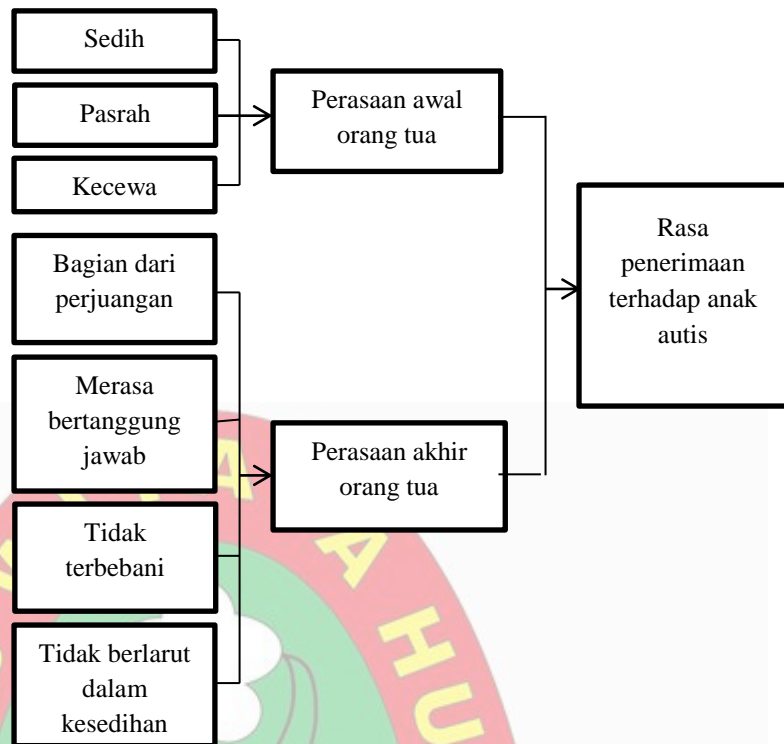 Sedih
Pasrah
Kecewa
Perasaan awal
orang tua
Bagian dari
perjuangan
Merasa
bertanggung
jawab
Tidak
terbebani
Tidak berlarut
dalam
kesedihan
Perasaan akhir
orang tua
Rasa
penerimaan
terhadap anak
autis